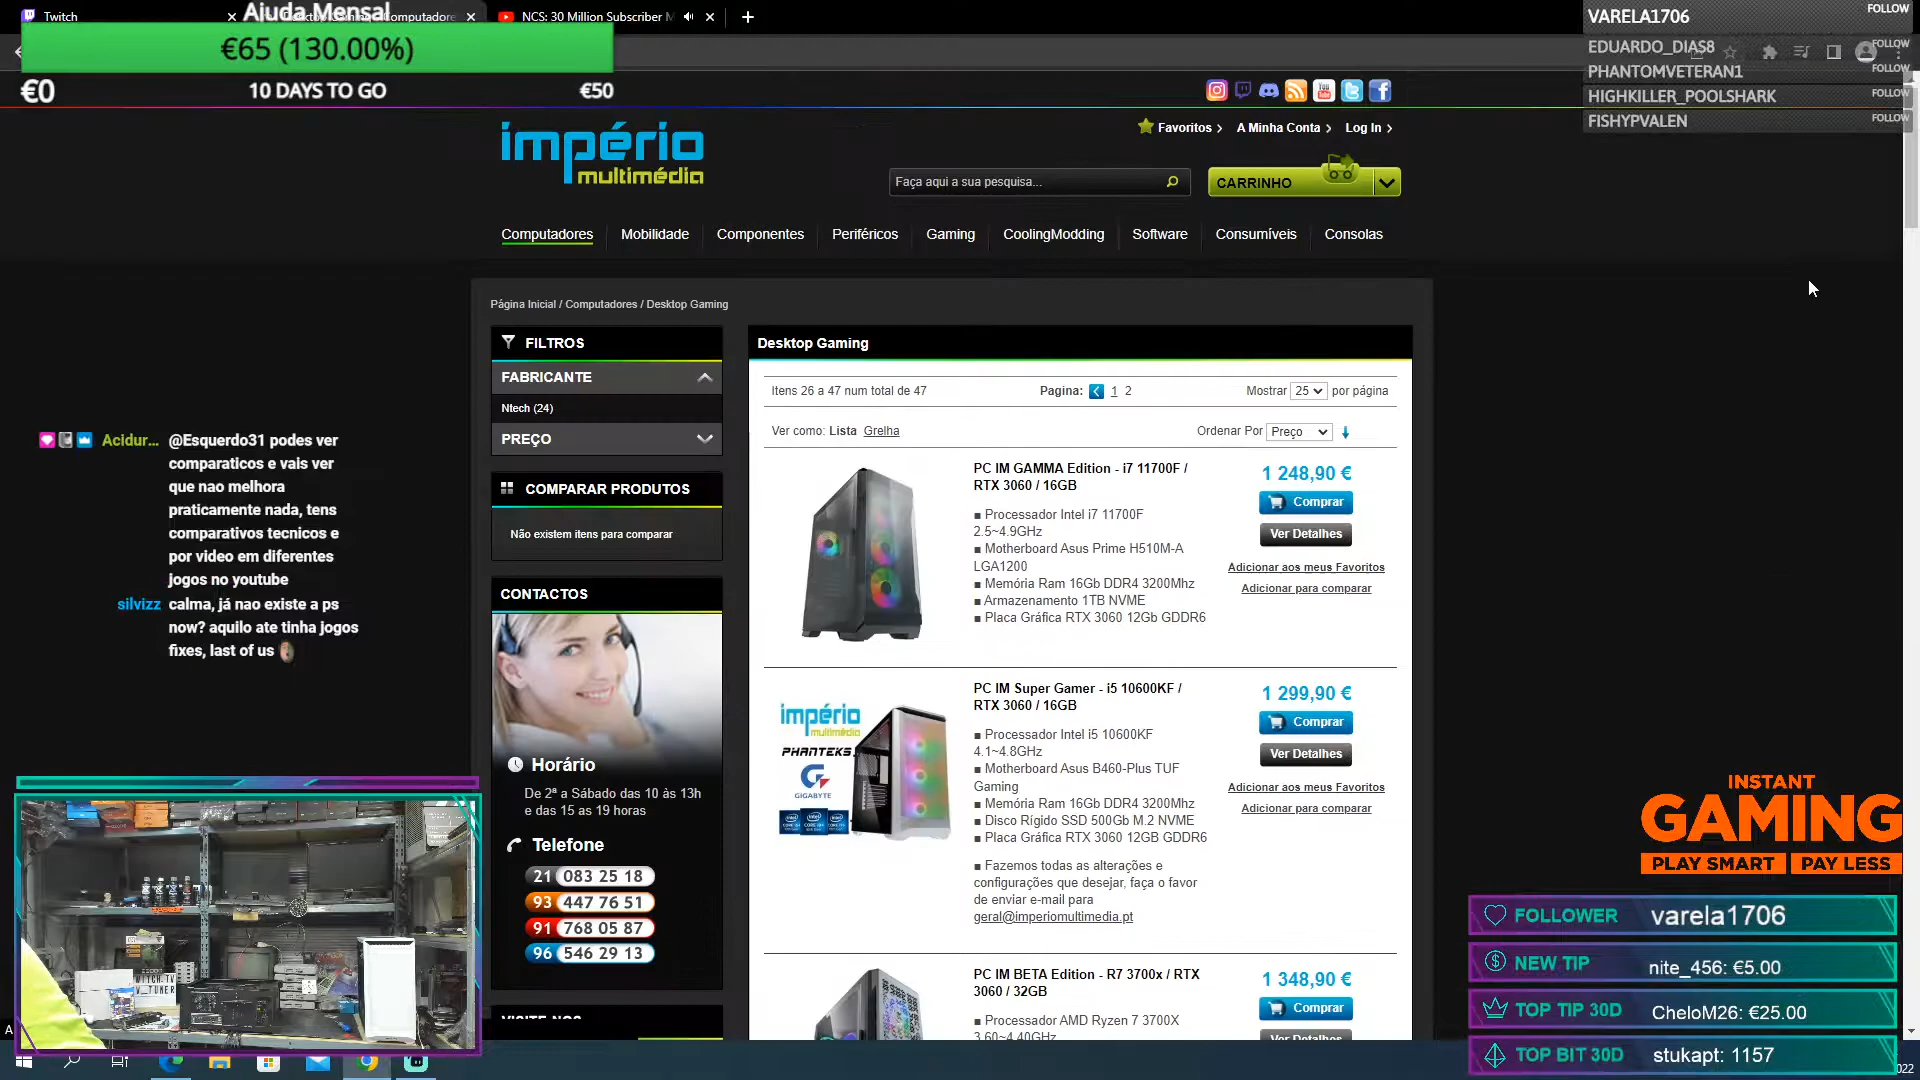 Twitch
Ajuda Mensal
NCS: 30 Million Subscriber M
€65 (130.00%)
€0
10 DAYS TO GO
€50
VARELA1706 FOLLOW
EDUARDO_DIAS8 FOLLOW
PHANTOMVETERAN1 FOLLOW
HIGHKILLER_POOLSHARK FOLLOW
FISHYPVALEN FOLLOW
império
multimédia
Favoritos
A Minha Conta
Log In
Faça aqui a sua pesquisa...
CARRINHO
Computadores
Mobilidade
Componentes
Periféricos
Gaming
CoolingModding
Software
Consumíveis
Consolas
Página Inicial / Computadores / Desktop Gaming
FILTROS
FABRICANTE
Ntech (24)
PREÇO
COMPARAR PRODUTOS
Não existem itens para comparar
CONTACTOS
Horário
De 2ª a Sábado das 10 às 13h
e das 15 as 19 horas
Telefone
21 083 25 18
93 447 76 51
91 768 05 87
96 546 29 13
Desktop Gaming
Itens 26 a 47 num total de 47
Pagina: 1 2
Mostrar 25 por página
Ver como: Lista Grelha
Ordenar Por Preço
PC IM GAMMA Edition - i7 11700F /
RTX 3060 / 16GB
■ Processador Intel i7 11700F
2.5~4.9GHz
■ Motherboard Asus Prime H510M-A
LGA1200
■ Memória Ram 16Gb DDR4 3200Mhz
■ Armazenamento 1TB NVME
■ Placa Gráfica RTX 3060 12Gb GDDR6
1 248,90 €
Comprar
Ver Detalhes
Adicionar aos meus Favoritos
Adicionar para comparar
império
multimédia
PHANTEKS
GIGABYTE
PC IM Super Gamer - i5 10600KF /
RTX 3060 / 16GB
■ Processador Intel i5 10600KF
4.1~4.8GHz
■ Motherboard Asus B460-Plus TUF
Gaming
■ Memória Ram 16Gb DDR4 3200Mhz
■ Disco Rígido SSD 500Gb M.2 NVME
■ Placa Gráfica RTX 3060 12GB GDDR6
■ Fazemos todas as alterações e
configurações que desejar, faça o favor
de enviar e-mail para
geral@imperiomultimedia.pt
1 299,90 €
Comprar
Ver Detalhes
Adicionar aos meus Favoritos
Adicionar para comparar
PC IM BETA Edition - R7 3700x / RTX
3060 / 32GB
■ Processador AMD Ryzen 7 3700X
3.60~4.40GHz
1 348,90 €
Comprar
Ver Detalhes
Acidur... @Esquerdo31 podes ver
comparaticos e vais ver
que nao melhora
praticamente nada, tens
comparativos tecnicos e
por video em diferentes
jogos no youtube
silvizz calma, já nao existe a ps
now? aquilo ate tinha jogos
fixes, last of us
INSTANT
GAMING
PLAY SMART PAY LESS
FOLLOWER varela1706
NEW TIP nite_456: €5.00
TOP TIP 30D CheloM26: €25.00
TOP BIT 30D stukapt: 1157